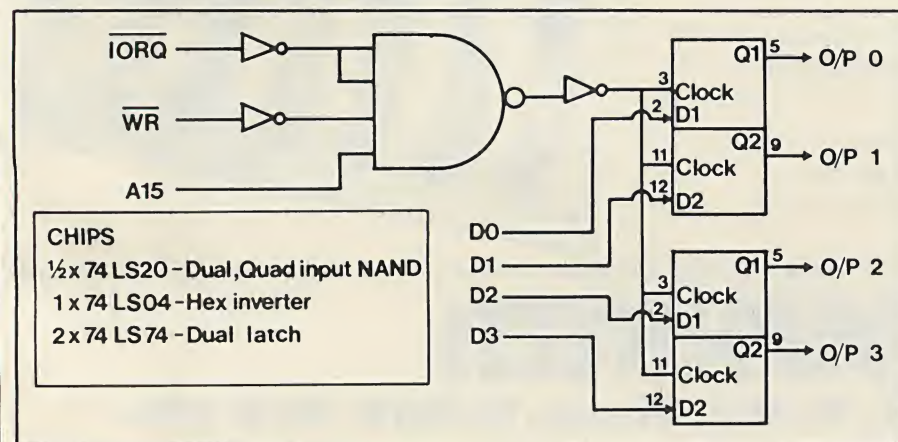 IORQ
WR
A15
CHIPS
½ x 74 LS20 - Dual, Quad input NAND
1 x 74 LS04 - Hex inverter
2 x 74 LS74 - Dual latch
D0
D1
D2
D3
3
Clock
2
D1
Q1
5
O/P 0
11
Clock
12
D2
Q2
9
O/P 1
3
Clock
2
D1
Q1
5
O/P 2
11
Clock
12
D2
Q2
9
O/P 3